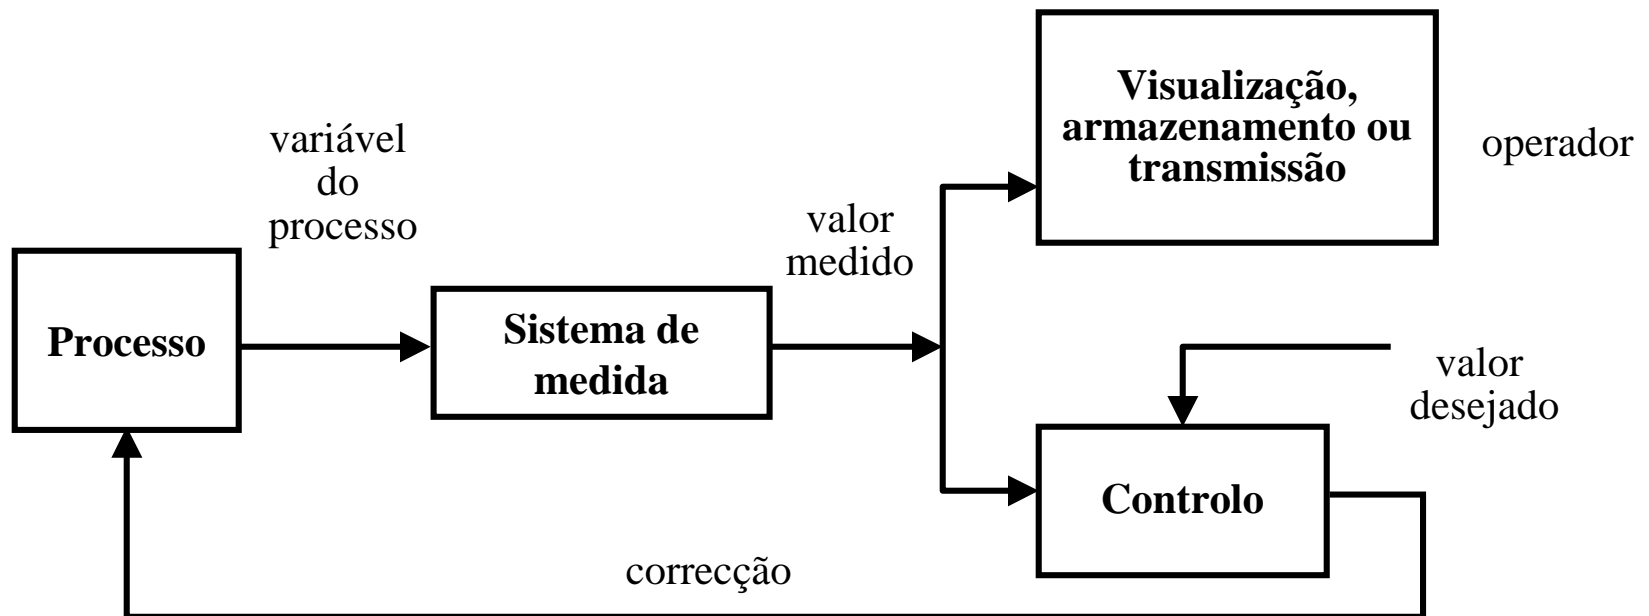 variável
do
processo
Processo
Sistema de
medida
valor
medido
Visualização,
armazenamento ou
transmissão
operador
valor
desejado
Controlo
correcção